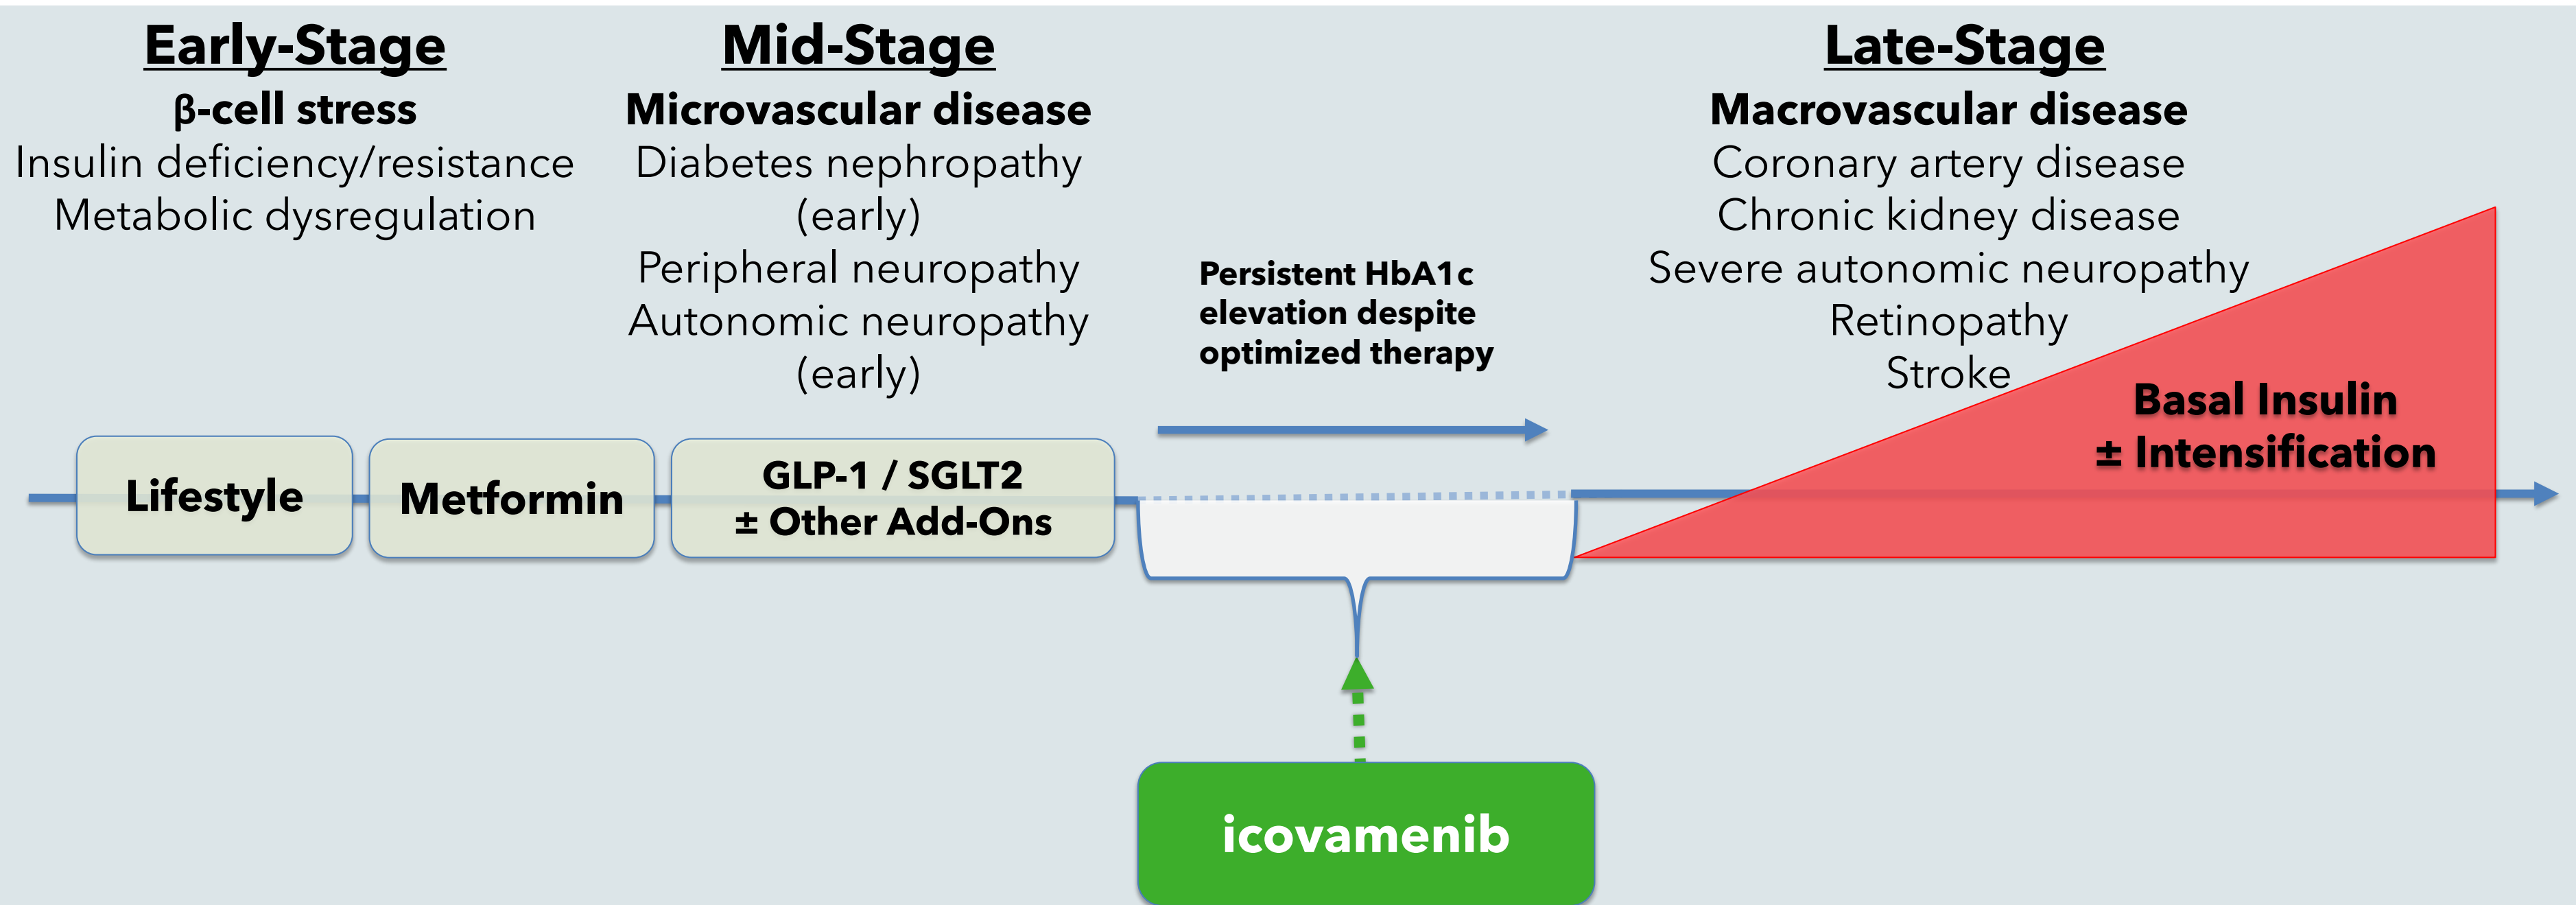 Early-Stage
β-cell stress
Insulin deficiency/resistance
Metabolic dysregulation
Mid-Stage
Microvascular disease
Diabetes nephropathy
(early)
Peripheral neuropathy
Autonomic neuropathy
(early)
Persistent HbA1c
elevation despite
optimized therapy
Late-Stage
Macrovascular disease
Coronary artery disease
Chronic kidney disease
Severe autonomic neuropathy
Retinopathy
Stroke
Lifestyle
Metformin
GLP-1 / SGLT2
± Other Add-Ons
Basal Insulin
± Intensification
icovamenib